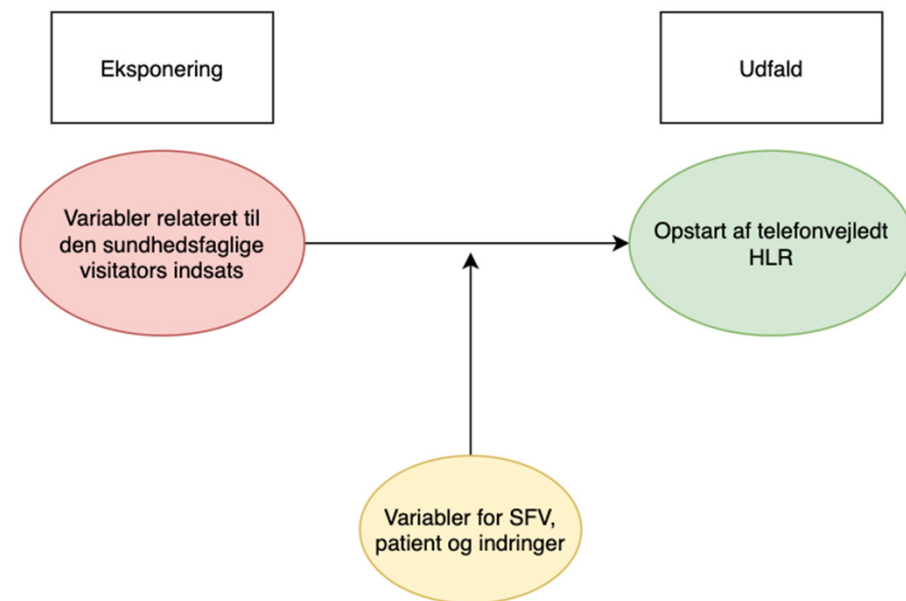 Eksponering
Udfald
Variabler relateret til
den sundhedsfaglige
visitators indsats
Opstart af telefonvejledt
HLR
Variabler for SFV,
patient og indringer